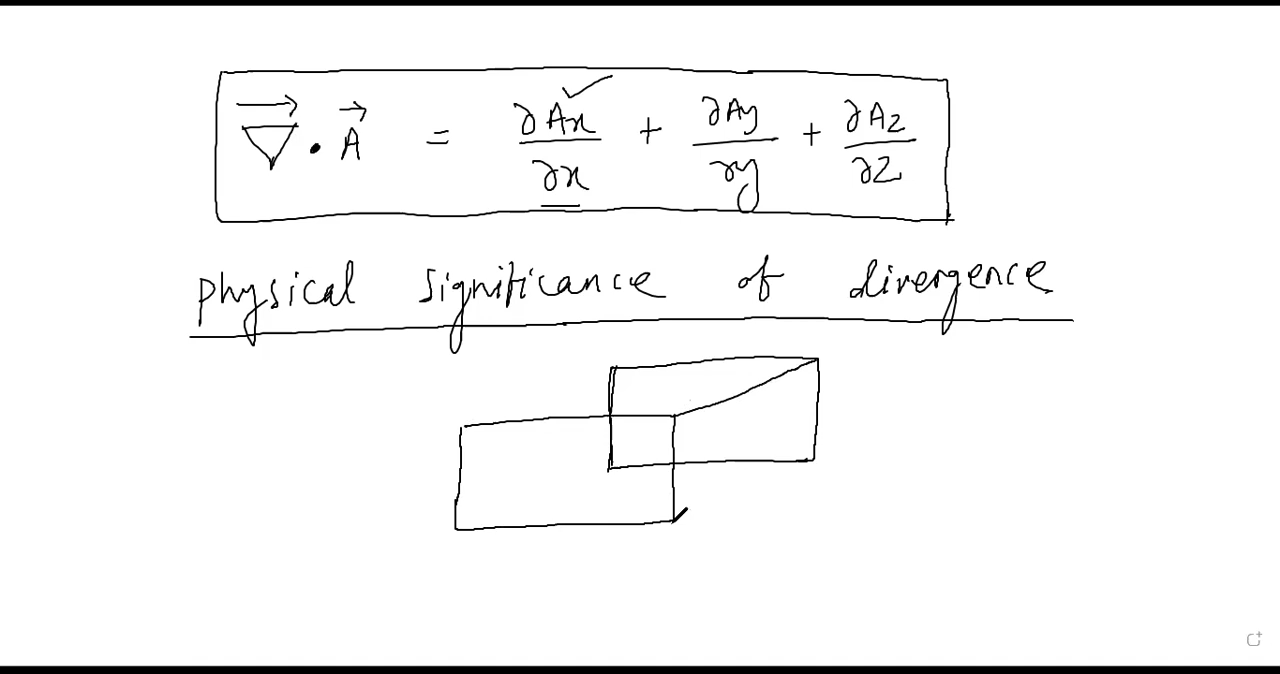 ∇⃗ · A⃗ = ∂Ax/∂x + ∂Ay/∂y + ∂Az/∂z
Physical significance of divergence